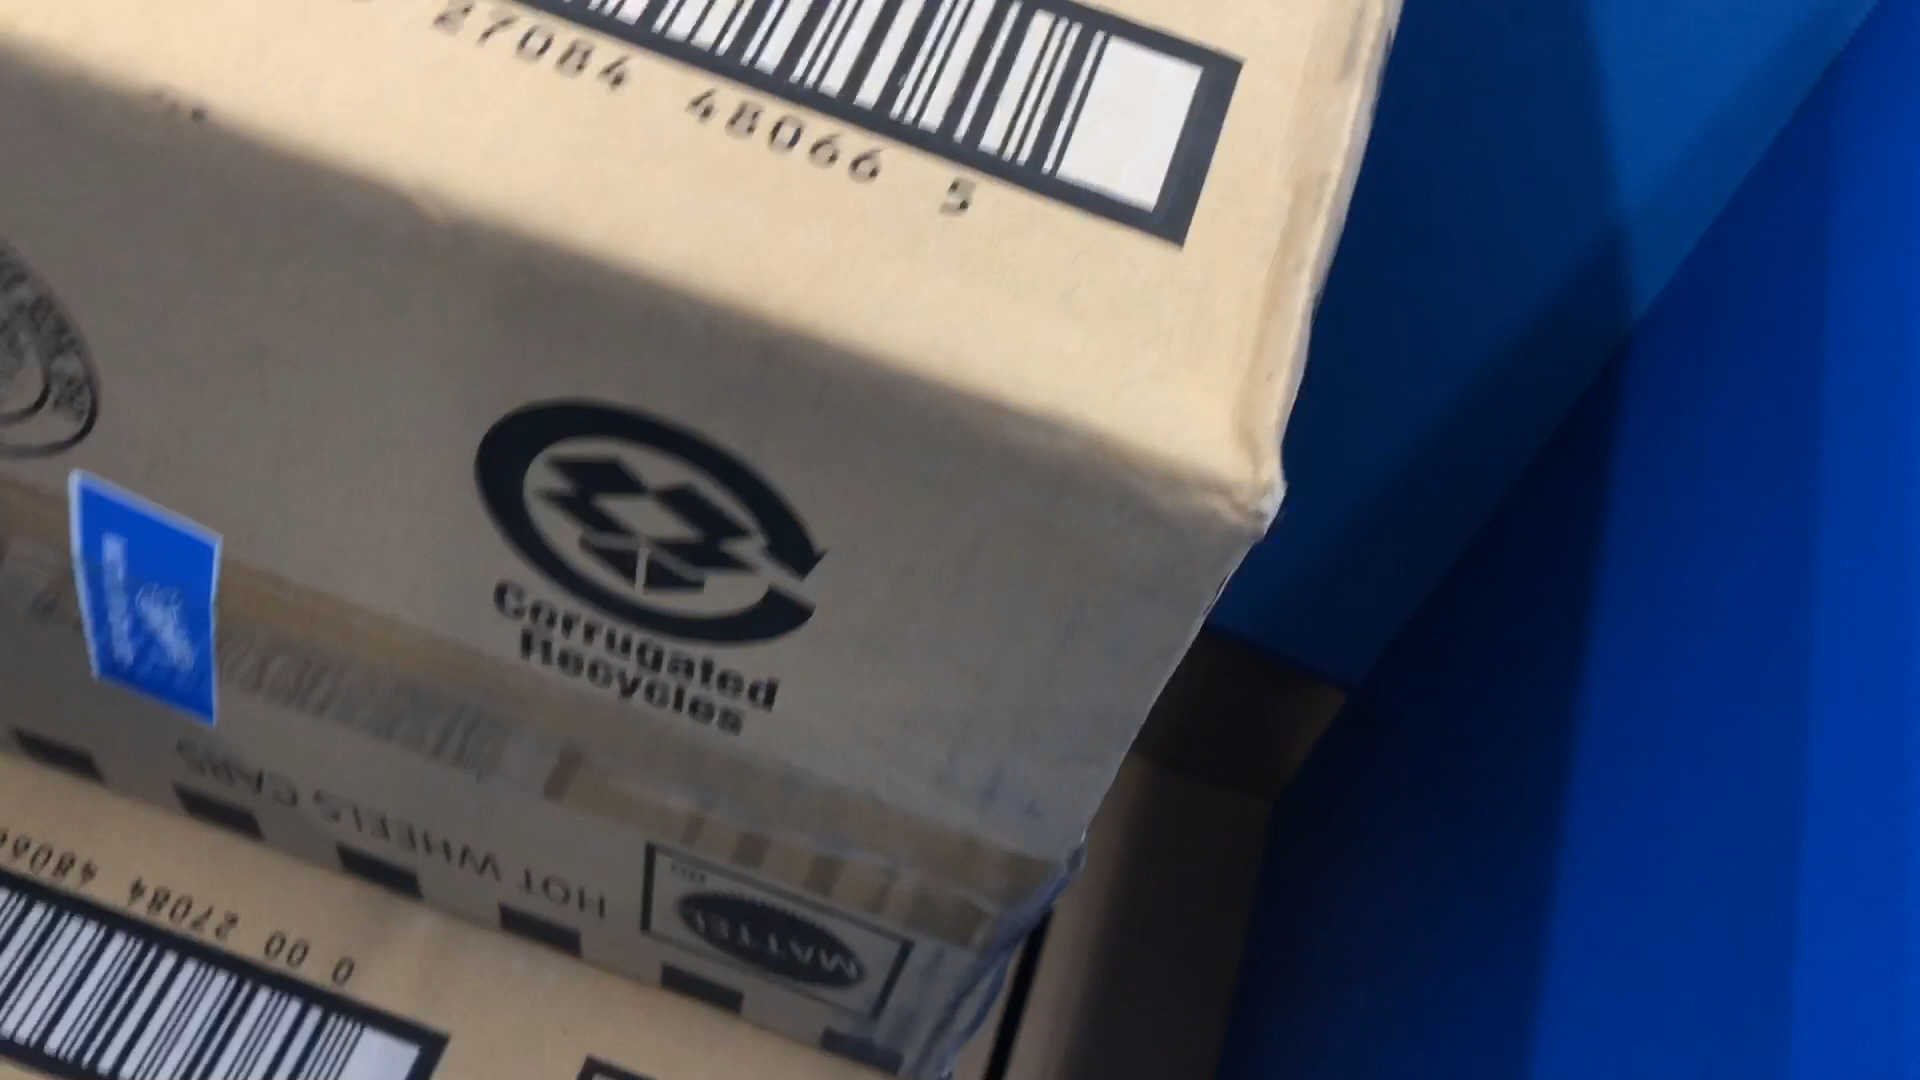 27084 48066 5
Corrugated
Recycles
HOT WHEELS CARS
MATTEL
0 00 27084 4806